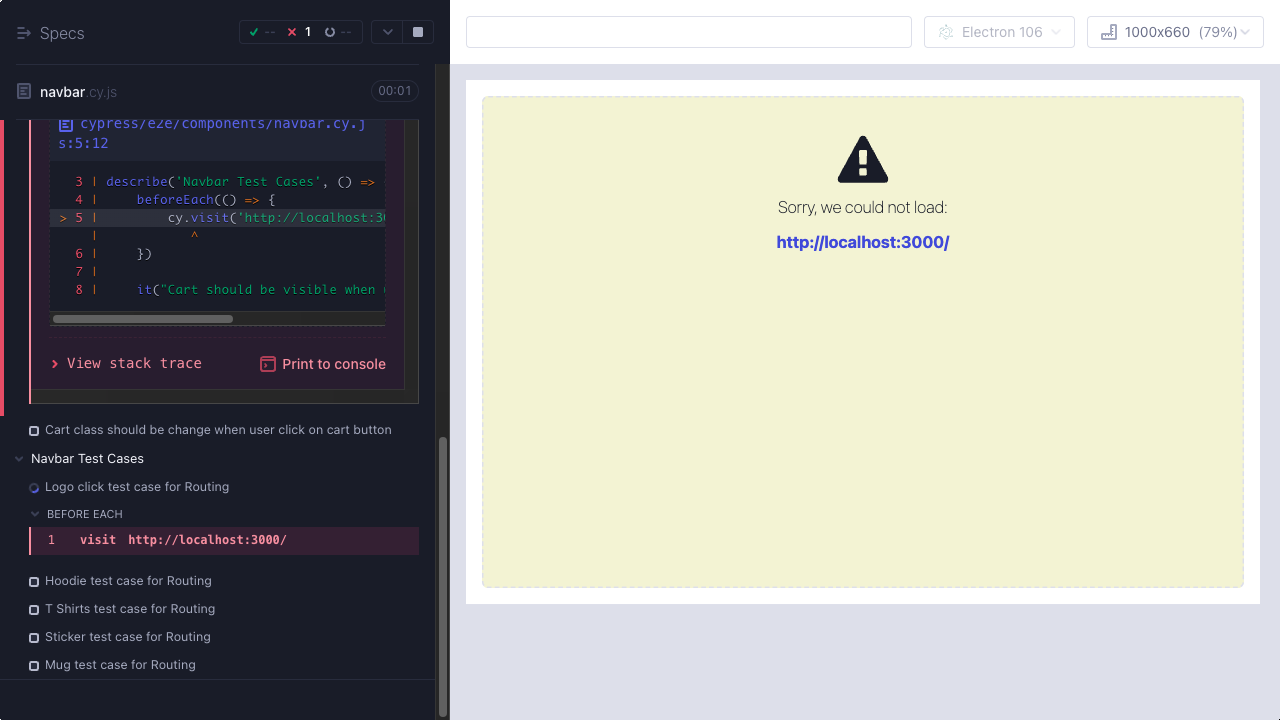 Specs
-- 1 --
Electron 106
1000x660 (79%)
navbar.cy.js
00:01
cypress/e2e/components/navbar.cy.j
s:5:12
3 | describe('Navbar Test Cases', () =>
4 | beforeEach(() => {
> 5 | cy.visit('http://localhost:30
| ^
6 | })
7 |
8 | it("Cart should be visible when
View stack trace
Print to console
Cart class should be change when user click on cart button
Navbar Test Cases
Logo click test case for Routing
BEFORE EACH
1 visit http://localhost:3000/
Hoodie test case for Routing
T Shirts test case for Routing
Sticker test case for Routing
Mug test case for Routing
Sorry, we could not load:
http://localhost:3000/